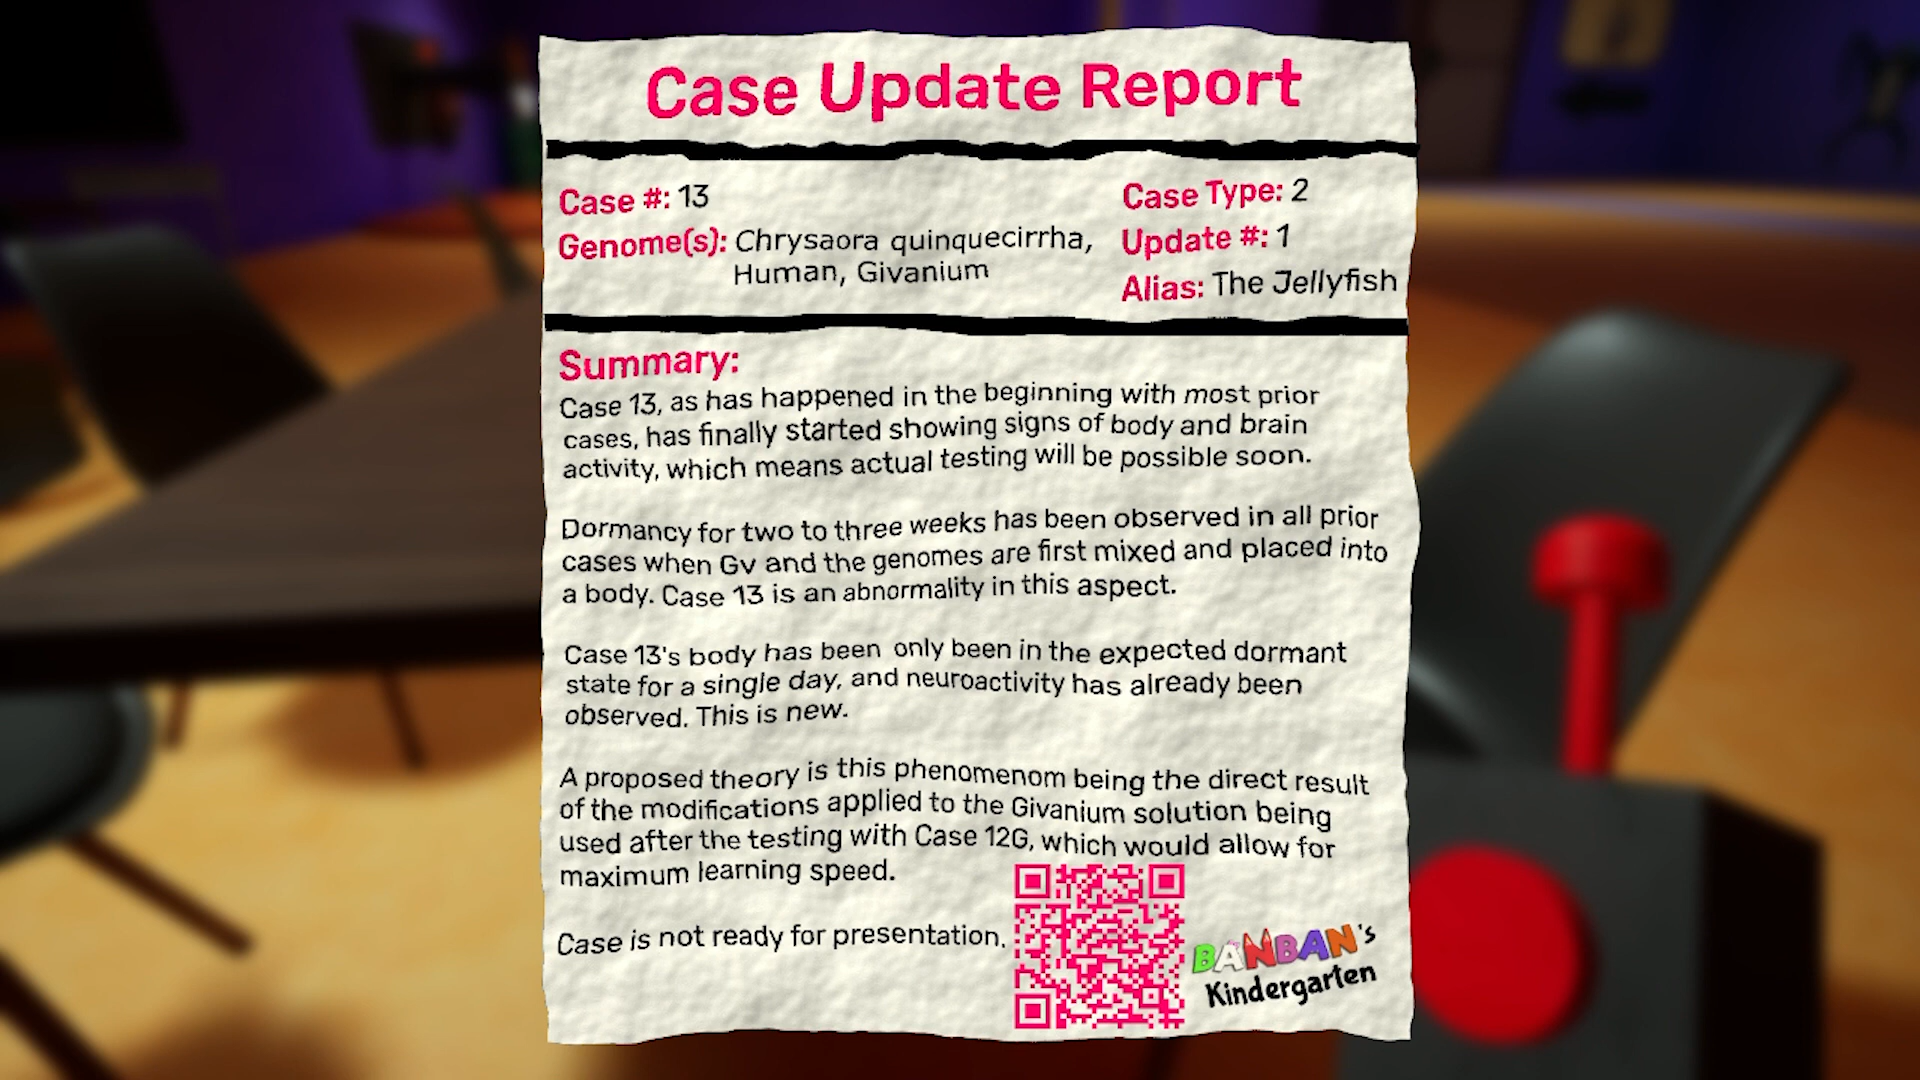 Case Update Report
Case #: 13
Genome(s): Chrysaora quinquecirrha,
Human, Givanium
Case Type: 2
Update #: 1
Alias: The Jellyfish
Summary:
Case 13, as has happened in the beginning with most prior
cases, has finally started showing signs of body and brain
activity, which means actual testing will be possible soon.
Dormancy for two to three weeks has been observed in all prior
cases when Gv and the genomes are first mixed and placed into
a body. Case 13 is an abnormality in this aspect.
Case 13's body has been only been in the expected dormant
state for a single day, and neuroactivity has already been
observed. This is new.
A proposed theory is this phenomenom being the direct result
of the modifications applied to the Givanium solution being
used after the testing with Case 12G, which would allow for
maximum learning speed.
Case is not ready for presentation.
BANBAN's
Kindergarten